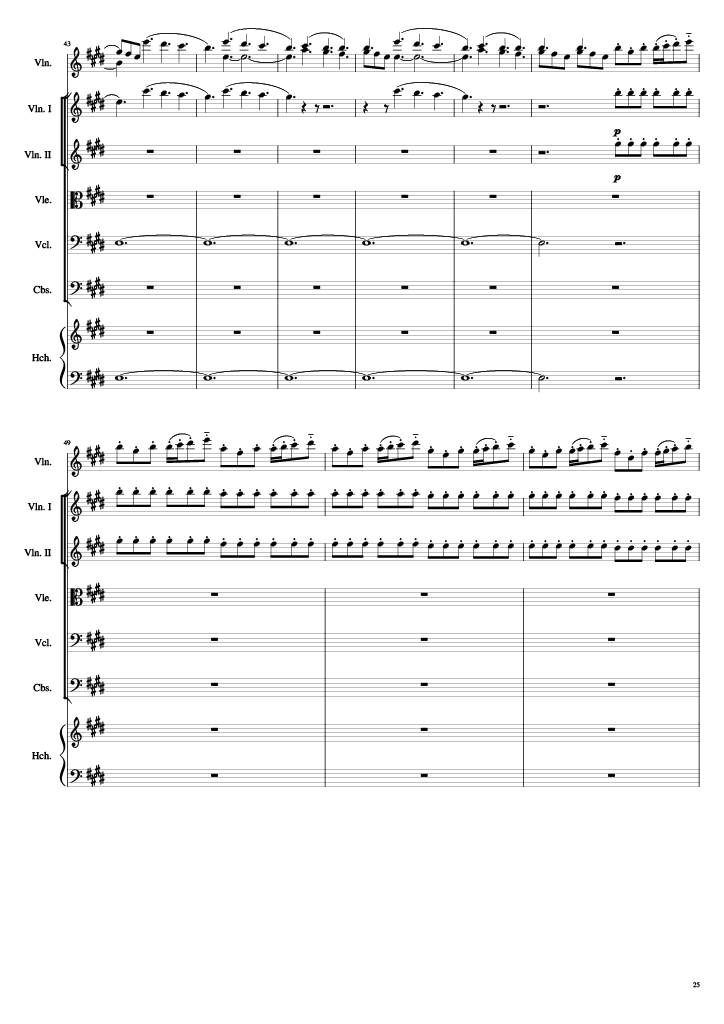 43
Vln.
Vln. I
p
Vln. II
p
Vle.
Vcl.
Cbs.
Hch.
49
Vln.
Vln. I
Vln. II
Vle.
Vcl.
Cbs.
Hch.
25